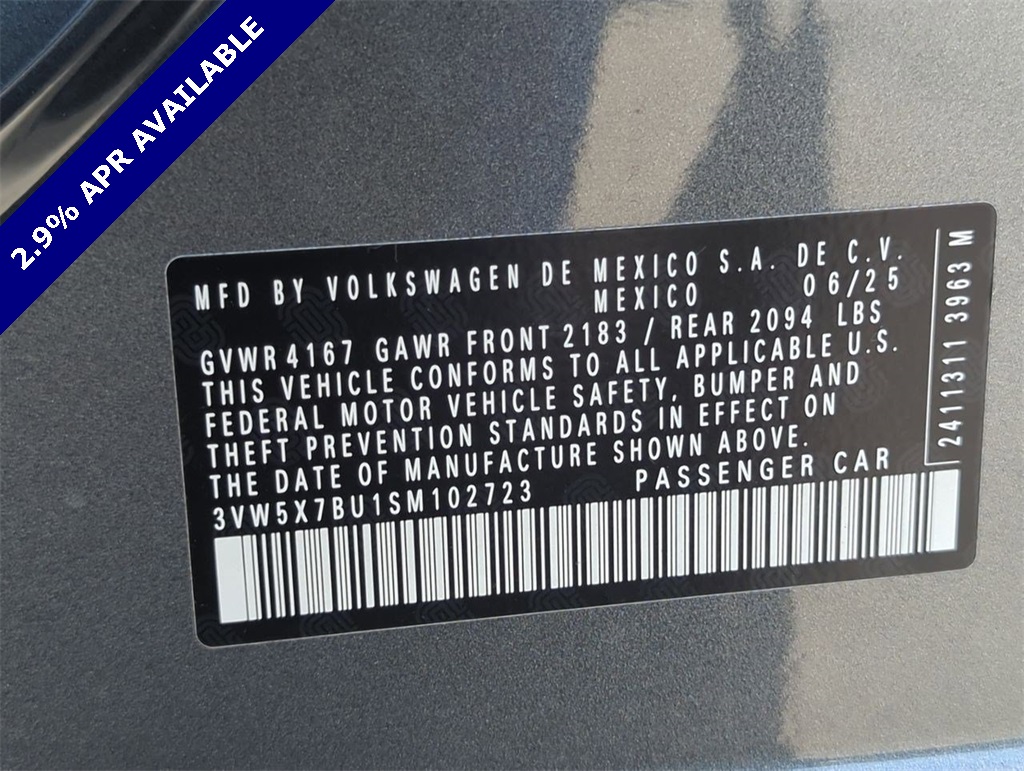 2.9% APR AVAILABLE
MFD BY VOLKSWAGEN DE MEXICO S.A. DE C.V.
MEXICO 06/25
GVWR 4167 GAWR FRONT 2183 / REAR 2094 LBS
THIS VEHICLE CONFORMS TO ALL APPLICABLE U.S.
FEDERAL MOTOR VEHICLE SAFETY, BUMPER AND
THEFT PREVENTION STANDARDS IN EFFECT ON
THE DATE OF MANUFACTURE SHOWN ABOVE.
3VW5X7BU1SM102723 PASSENGER CAR
2411311 3963 M